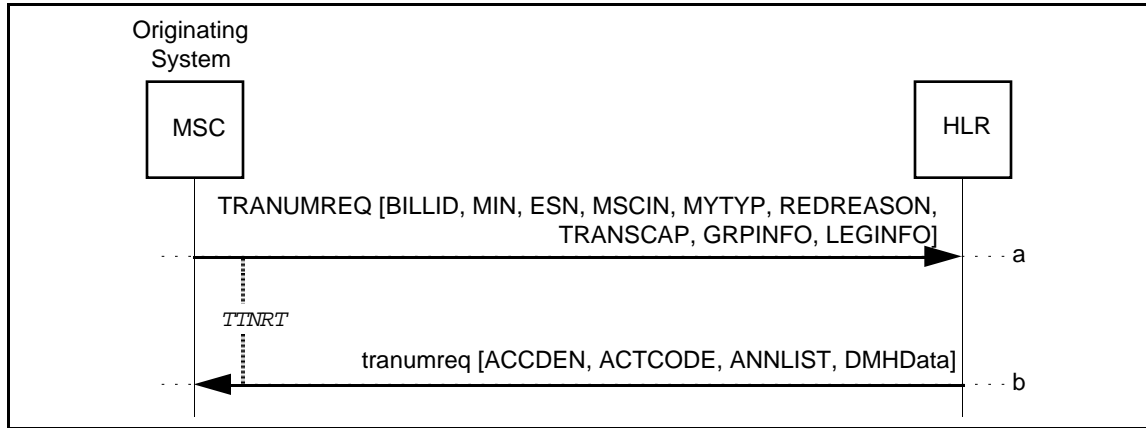 Originating
System
MSC
HLR
TRANUMREQ [BILLID, MIN, ESN, MSCIN, MYTYP, REDREASON,
TRANSCAP, GRPINFO, LEGINFO]
a
TTNRT
tranumreq [ACCDEN, ACTCODE, ANNLIST, DMHData]
b